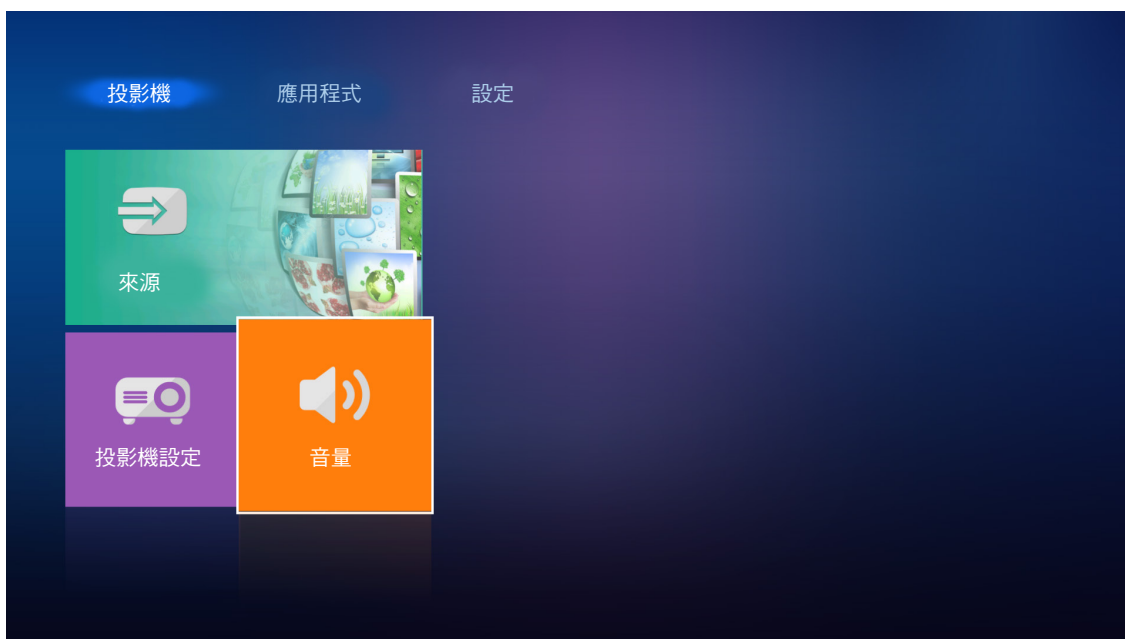 投影機
應用程式
設定
來源
投影機設定
音量